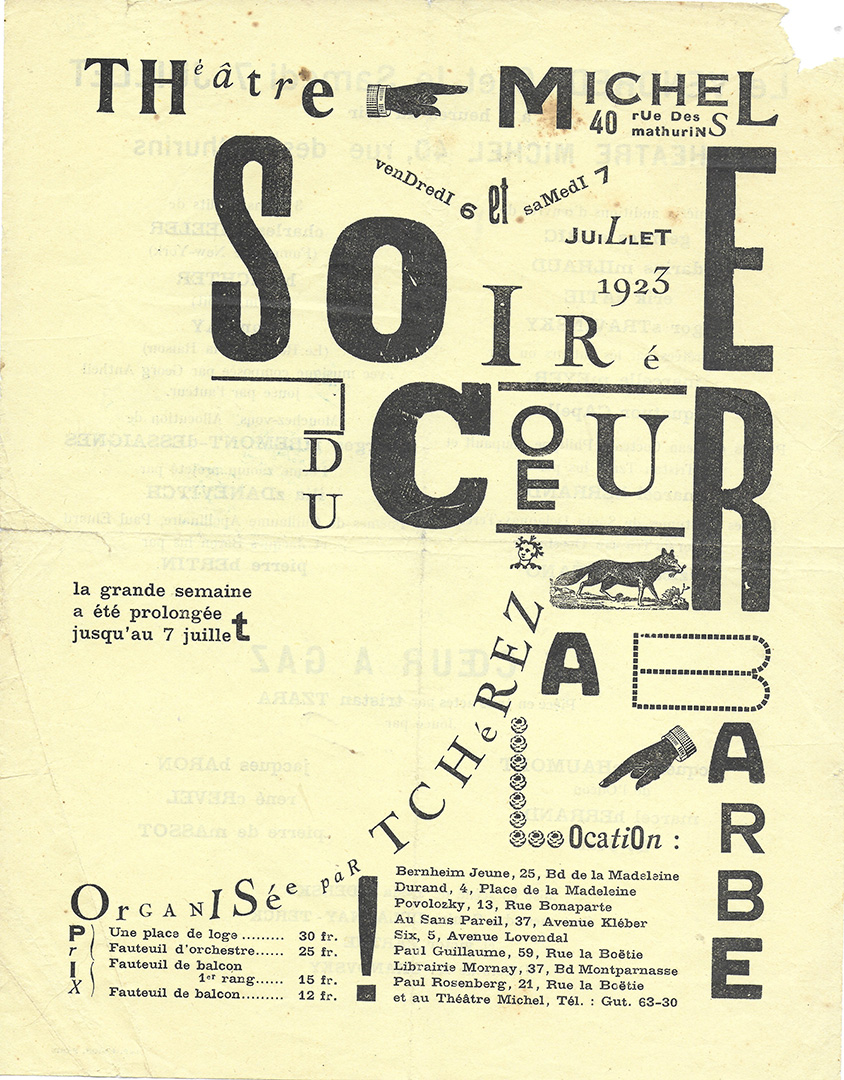 THéâtre MICHEL
40 rUe Des
mathuriNS
venDredI 6 et saMedI 7
JUiLLET
1923
SOIRéE
DU
COEUR
A
BARBE
la grande semaine
a été prolongée
jusqu'au 7 juillet
OrGANISée pàR TCHéREZ !
LOcatiOn :
Bernheim Jeune, 25, Bd de la Madeleine
Durand, 4, Place de la Madeleine
Povolozky, 13, Rue Bonaparte
Au Sans Pareil, 37, Avenue Kléber
Six, 5, Avenue Lovendal
Paul Guillaume, 59, Rue la Boëtie
Librairie Mornay, 37, Bd Montparnasse
Paul Rosenberg, 21, Rue la Boëtie
et au Théâtre Michel, Tél. : Gut. 63-30
PrIX
Une place de loge ......... 30 fr.
Fauteuil d'orchestre...... 25 fr.
Fauteuil de balcon
1er rang...... 15 fr.
Fauteuil de balcon......... 12 fr.